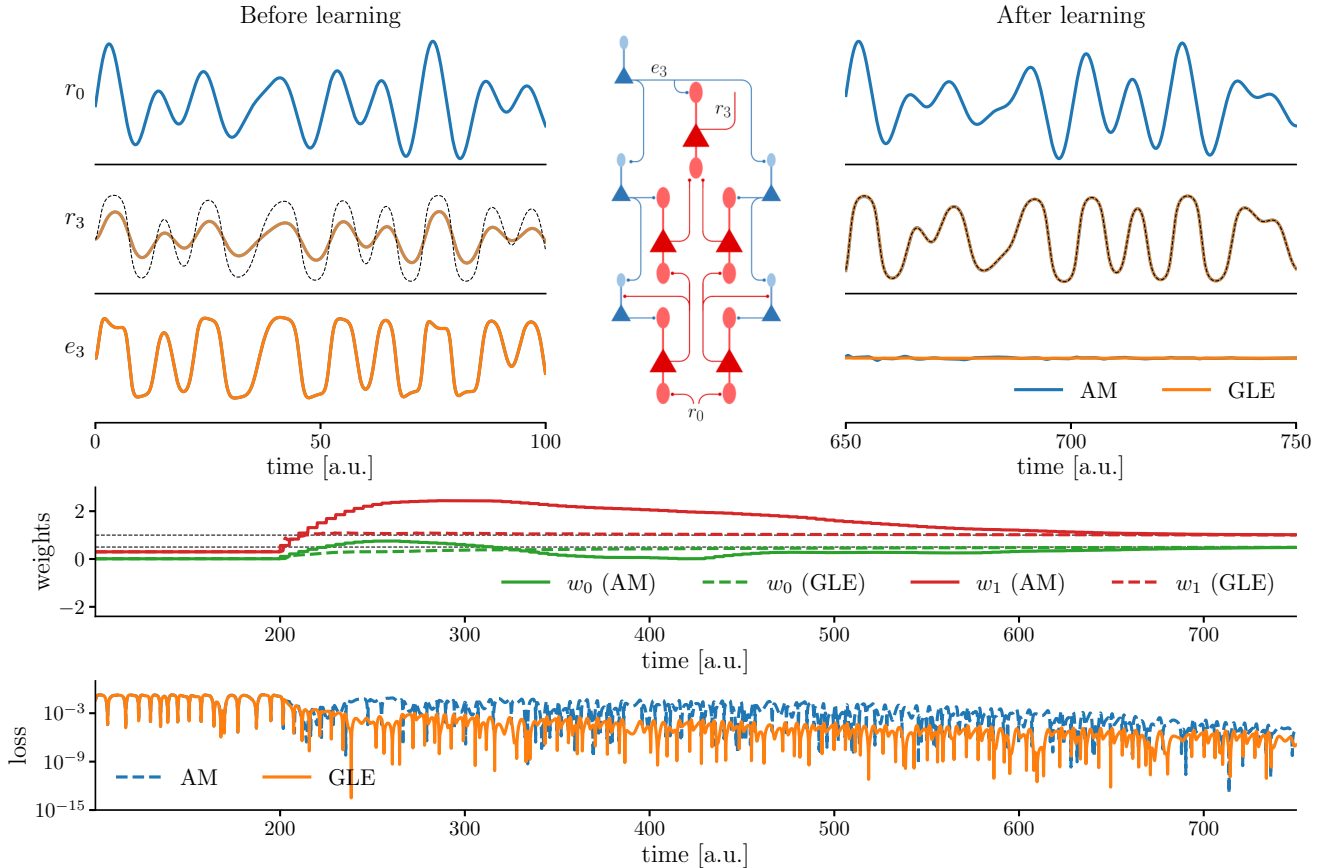 Before learning
After learning
r₀
r₃
e₃
e₃
r₃
r₀
AM
GLE
0
50
100
time [a.u.]
650
700
750
time [a.u.]
weights
2
0
−2
w₀ (AM)
w₀ (GLE)
w₁ (AM)
w₁ (GLE)
200
300
400
500
600
700
time [a.u.]
loss
10⁻³
10⁻⁹
10⁻¹⁵
AM
GLE
200
300
400
500
600
700
time [a.u.]